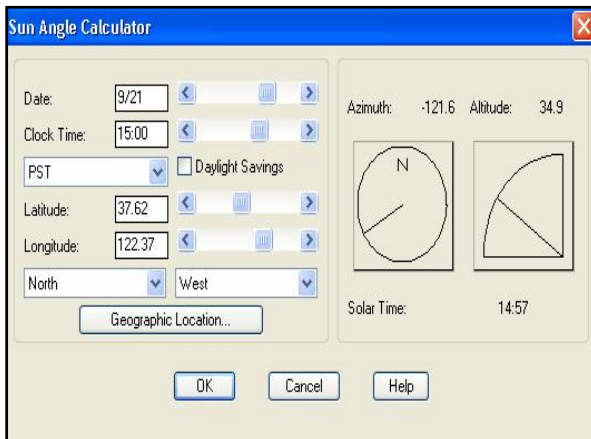 Sun Angle Calculator
Date: 9/21
Clock Time: 15:00
PST
Daylight Savings
Latitude: 37.62
Longitude: 122.37
North West
Geographic Location...
Azimuth: -121.6 Altitude: 34.9
N
Solar Time: 14:57
OK Cancel Help